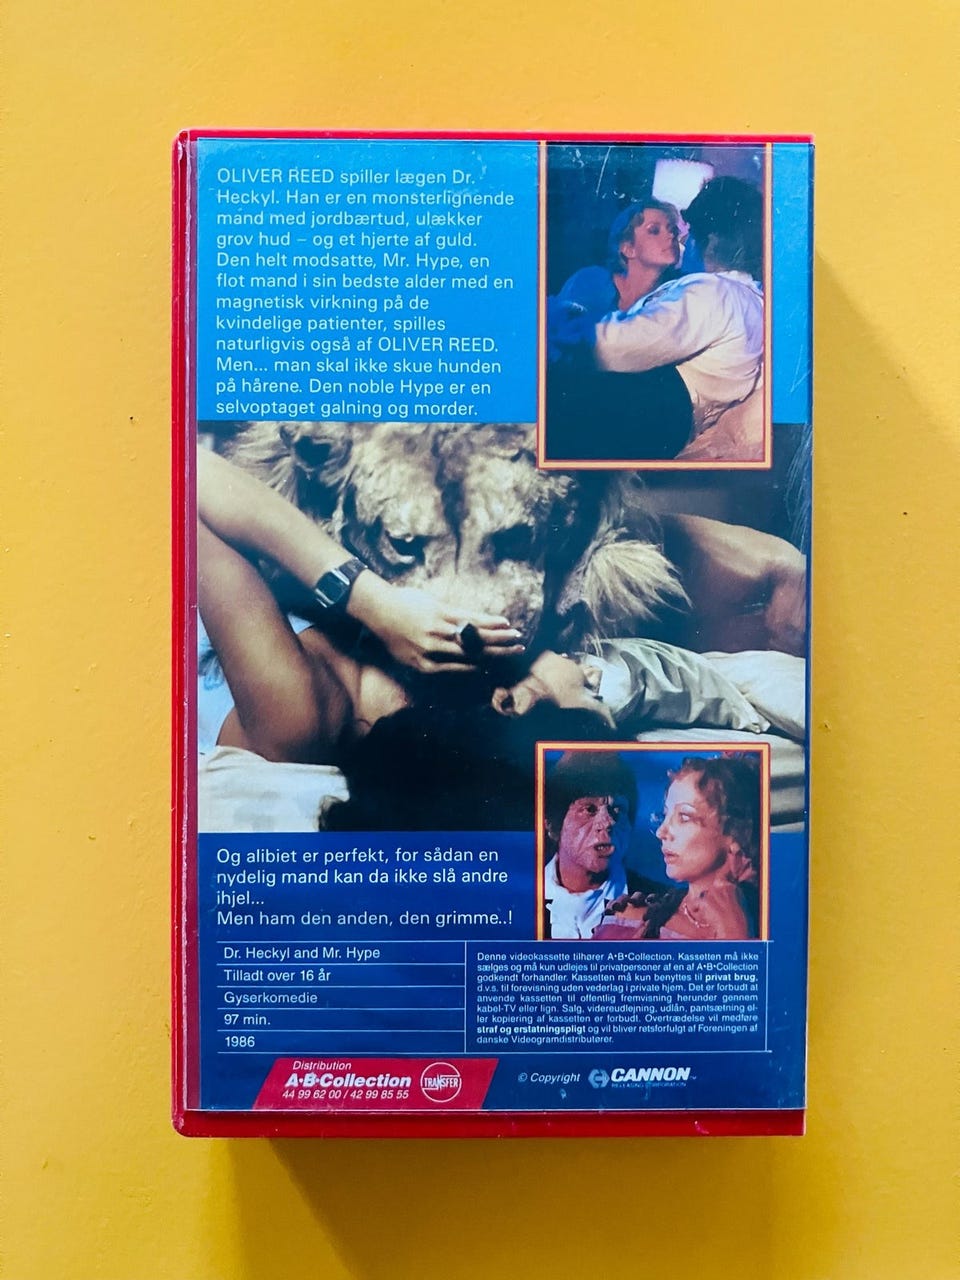 OLIVER REED spiller lægen Dr.
Heckyl. Han er en monsterlignende
mand med jordbærtud, ulækker
grov hud – og et hjerte af guld.
Den helt modsatte, Mr. Hype, en
flot mand i sin bedste alder med en
magnetisk virkning på de
kvindelige patienter, spilles
naturligvis også af OLIVER REED.
Men... man skal ikke skue hunden
på hårene. Den noble Hype er en
selvoptaget galning og morder.
Og alibiet er perfekt, for sådan en
nydelig mand kan da ikke slå andre
ihjel...
Men ham den anden, den grimme..!
Dr. Heckyl and Mr. Hype
Tilladt over 16 år
Gyserkomedie
97 min.
1986
Denne videokassette tilhører A•B•Collection. Kassetten må ikke
sælges og må kun udlejes til privatpersoner af en af A•B•Collection
godkendt forhandler. Kassetten må kun benyttes til privat brug,
d.v.s. til forevisning uden vederlag i private hjem. Det er forbudt at
anvende kassetten til offentlig fremvisning herunder gennem
kabel-TV eller lign. Salg, videreudlejning, udlån, pantsætning el-
ler kopiering af kassetten er forbudt. Overtrædelse vil medføre
straf og erstatningspligt og vil bliver retsforfulgt af Foreningen af
danske Videogramdistributører.
Distribution
A•B•Collection
44 99 62 00 / 42 99 85 55
TRANSFER
© Copyright
CANNON
RELEASING CORPORATION